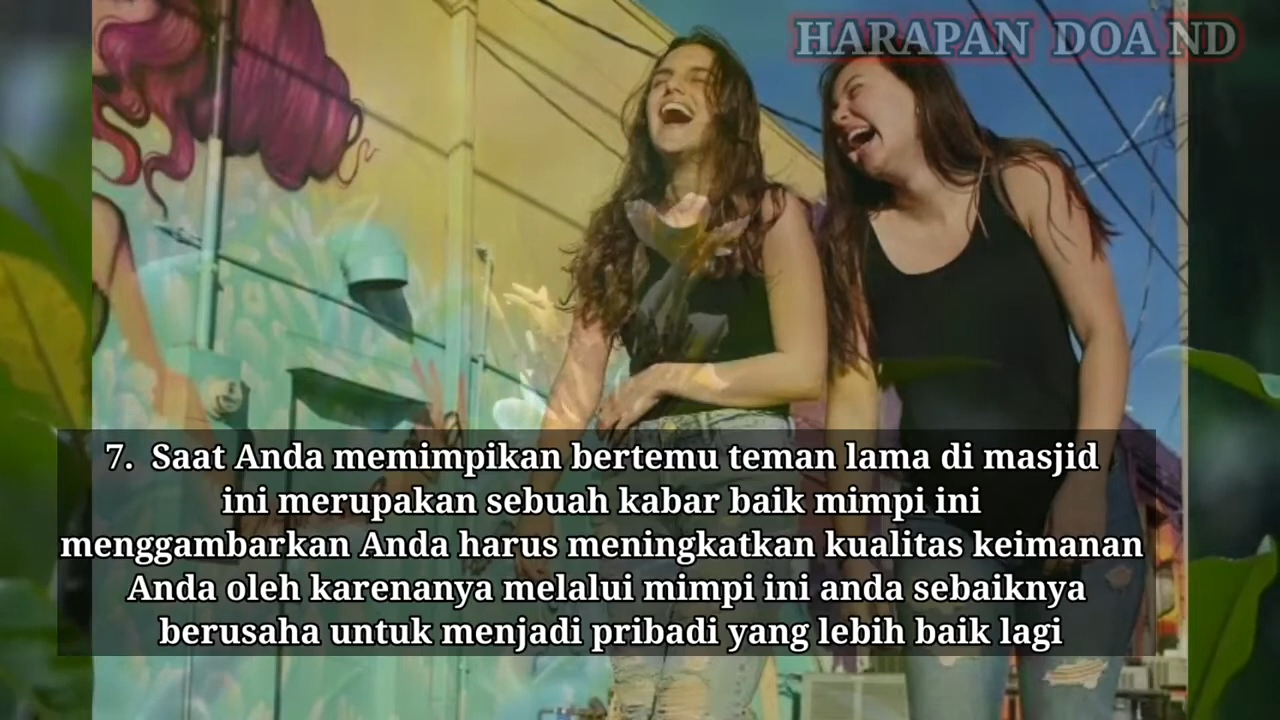 HARAPAN DOA ND
7. Saat Anda memimpikan bertemu teman lama di masjid
ini merupakan sebuah kabar baik mimpi ini
menggambarkan Anda harus meningkatkan kualitas keimanan
Anda oleh karenanya melalui mimpi ini anda sebaiknya
berusaha untuk menjadi pribadi yang lebih baik lagi